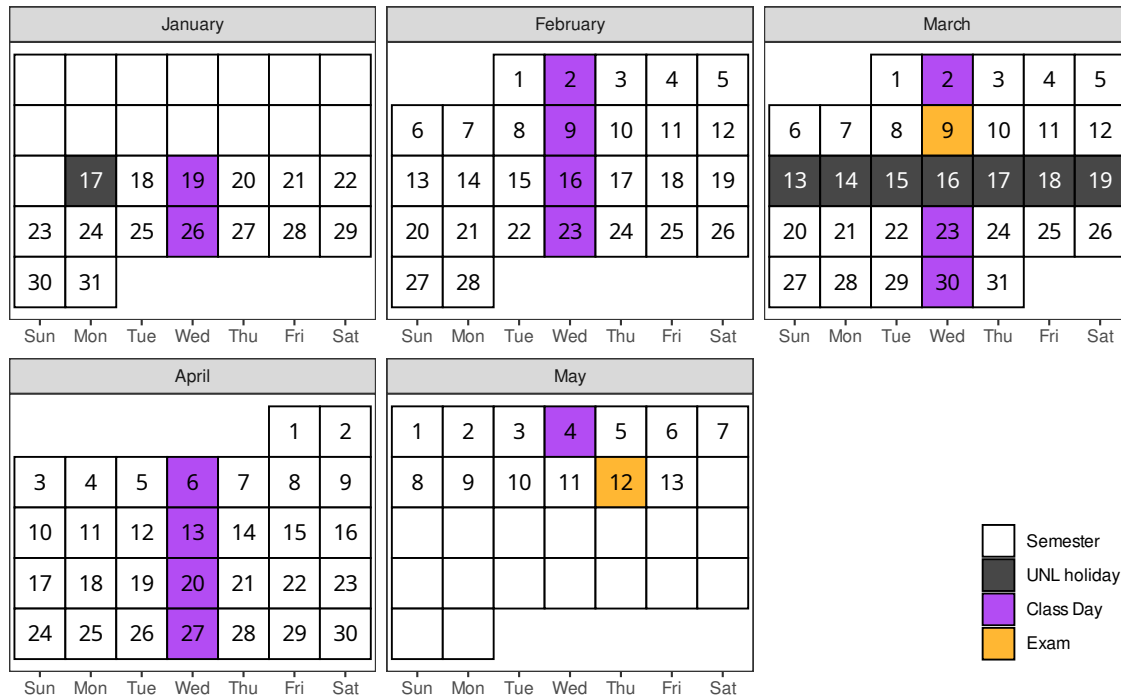 January
17 18 19 20 21 22
23 24 25 26 27 28 29
30 31
Sun Mon Tue Wed Thu Fri Sat
February
1 2 3 4 5
6 7 8 9 10 11 12
13 14 15 16 17 18 19
20 21 22 23 24 25 26
27 28
Sun Mon Tue Wed Thu Fri Sat
March
1 2 3 4 5
6 7 8 9 10 11 12
13 14 15 16 17 18 19
20 21 22 23 24 25 26
27 28 29 30 31
Sun Mon Tue Wed Thu Fri Sat
April
1 2
3 4 5 6 7 8 9
10 11 12 13 14 15 16
17 18 19 20 21 22 23
24 25 26 27 28 29 30
Sun Mon Tue Wed Thu Fri Sat
May
1 2 3 4 5 6 7
8 9 10 11 12 13
Sun Mon Tue Wed Thu Fri Sat
Semester
UNL holiday
Class Day
Exam